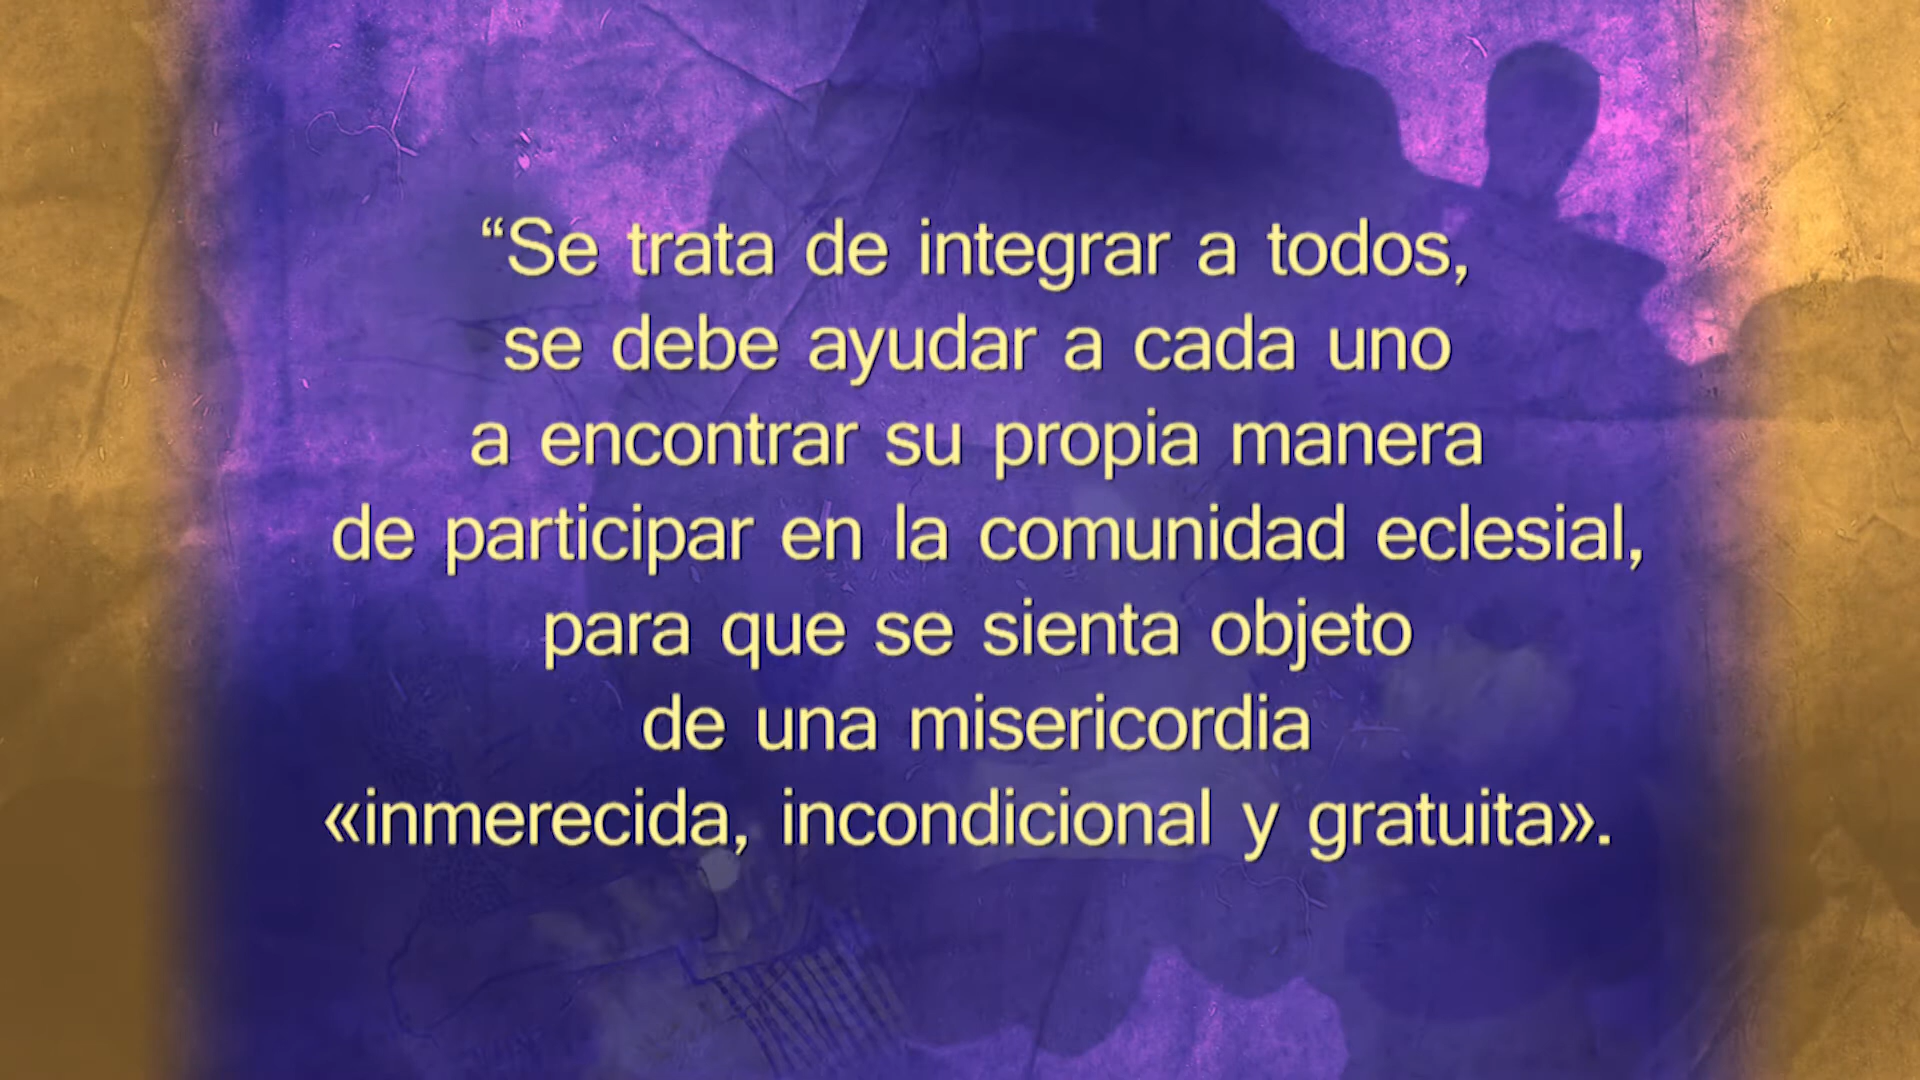 “Se trata de integrar a todos,
se debe ayudar a cada uno
a encontrar su propia manera
de participar en la comunidad eclesial,
para que se sienta objeto
de una misericordia
«inmerecida, incondicional y gratuita».